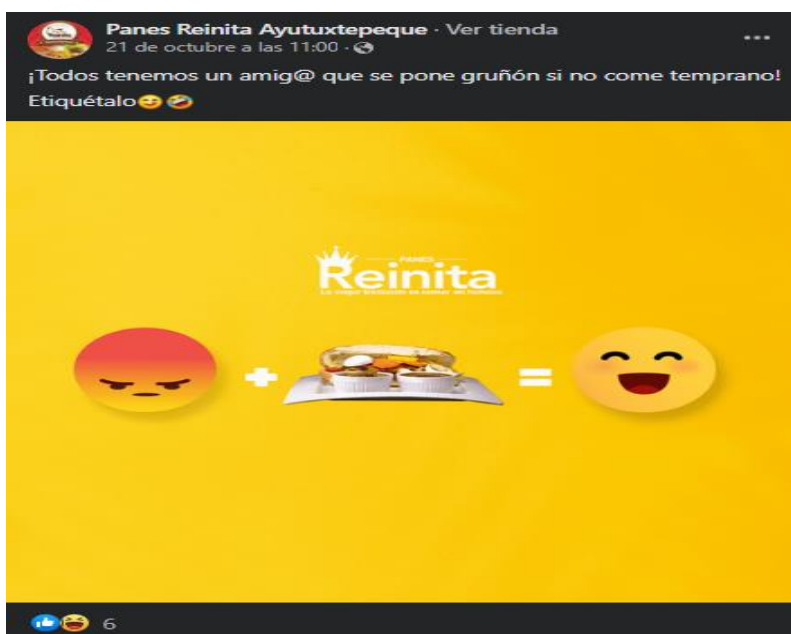 Panes Reinita Ayutuxtepeque · Ver tienda
21 de octubre a las 11:00 ·
¡Todos tenemos un amig@ que se pone gruñón si no come temprano!
Etiquétalo
PANES
Reinita
6